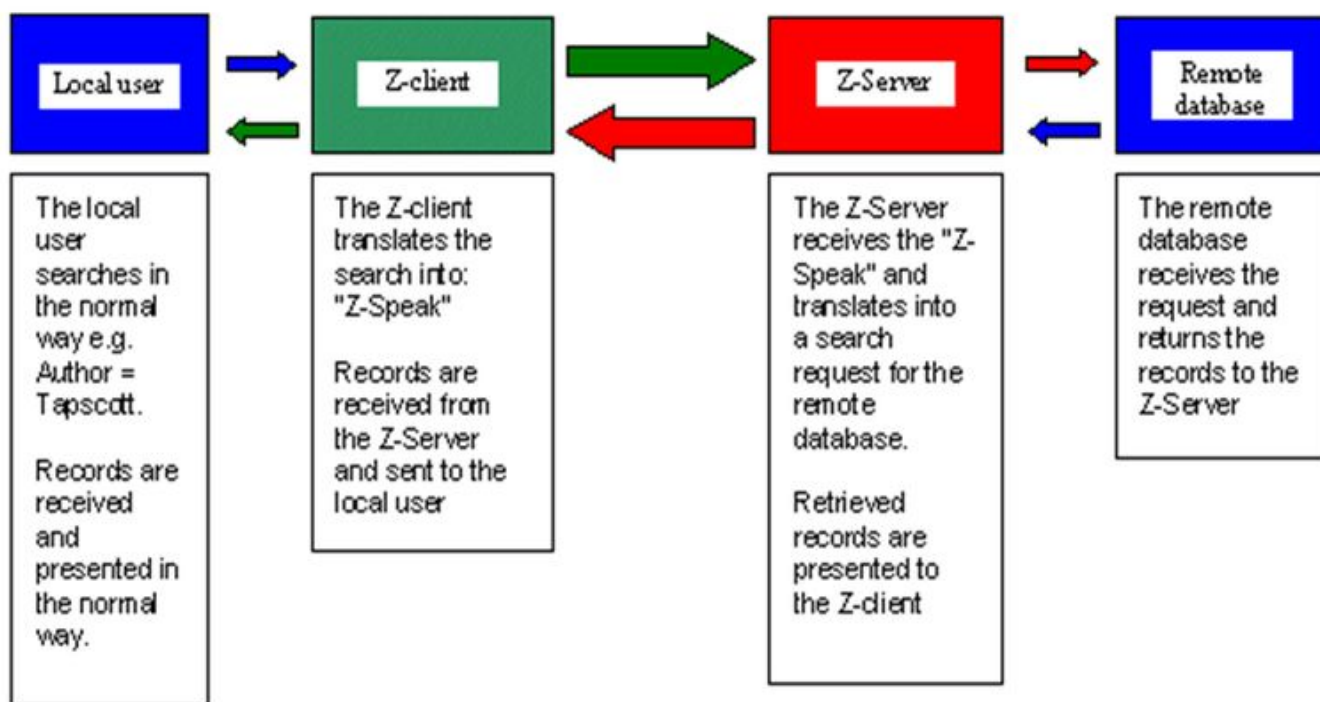 Local user
Z-client
Z-Server
Remote
database
The local
user
searches in
the normal
way e.g.
Author =
Tapscott.
Records are
received
and
presented in
the normal
way.
The Z-client
translates the
search into:
"Z-Speak"
Records are
received from
the Z-Server
and sent to the
local user
The Z-Server
receives the "Z-
Speak" and
translates into
a search
request for the
remote
database.
Retrieved
records are
presented to
the Z-client
The remote
database
receives the
request and
returns the
records to the
Z-Server